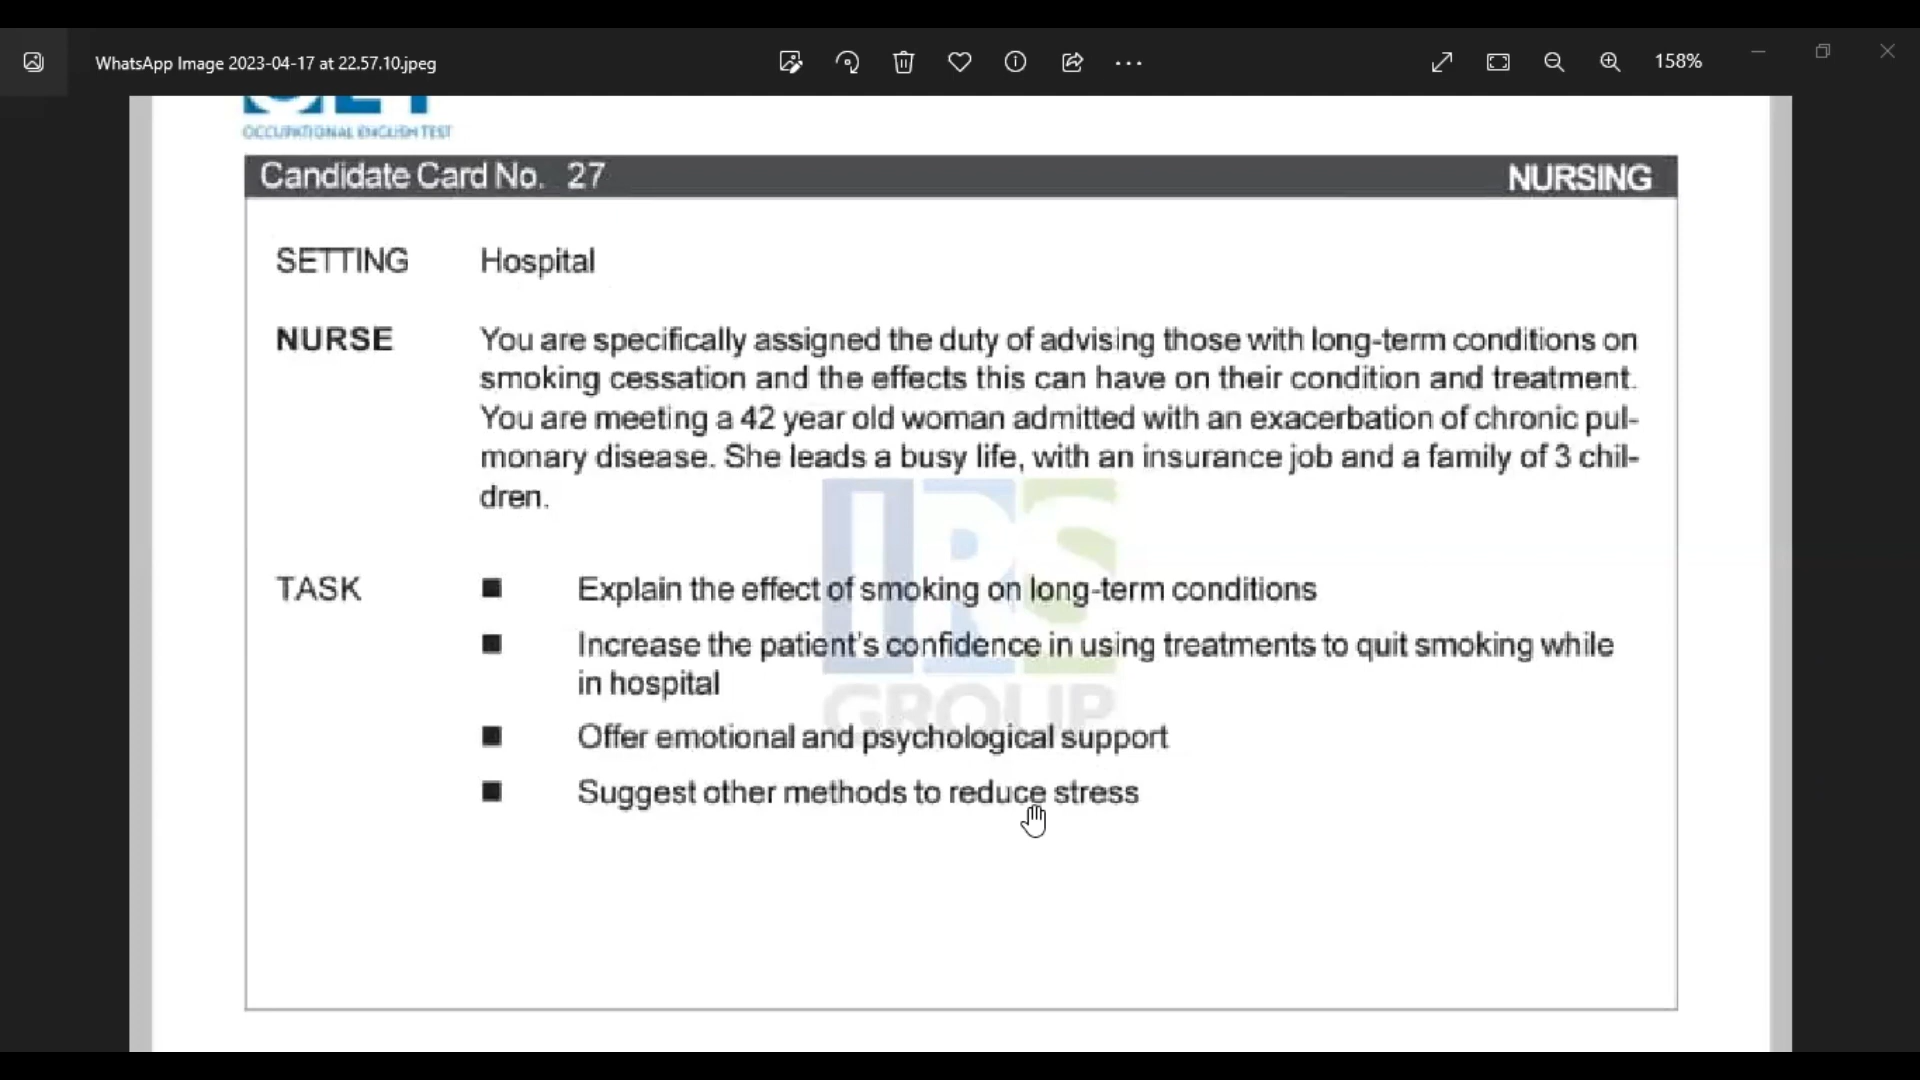 WhatsApp Image 2023-04-17 at 22.57.10.jpeg
158%
OCCUPATIONAL ENGLISH TEST
Candidate Card No. 27
NURSING
SETTING Hospital
NURSE You are specifically assigned the duty of advising those with long-term conditions on
smoking cessation and the effects this can have on their condition and treatment.
You are meeting a 42 year old woman admitted with an exacerbation of chronic pul-
monary disease. She leads a busy life, with an insurance job and a family of 3 chil-
dren.
TASK ■ Explain the effect of smoking on long-term conditions
■ Increase the patient's confidence in using treatments to quit smoking while
in hospital
■ Offer emotional and psychological support
■ Suggest other methods to reduce stress
IRS
GROUP